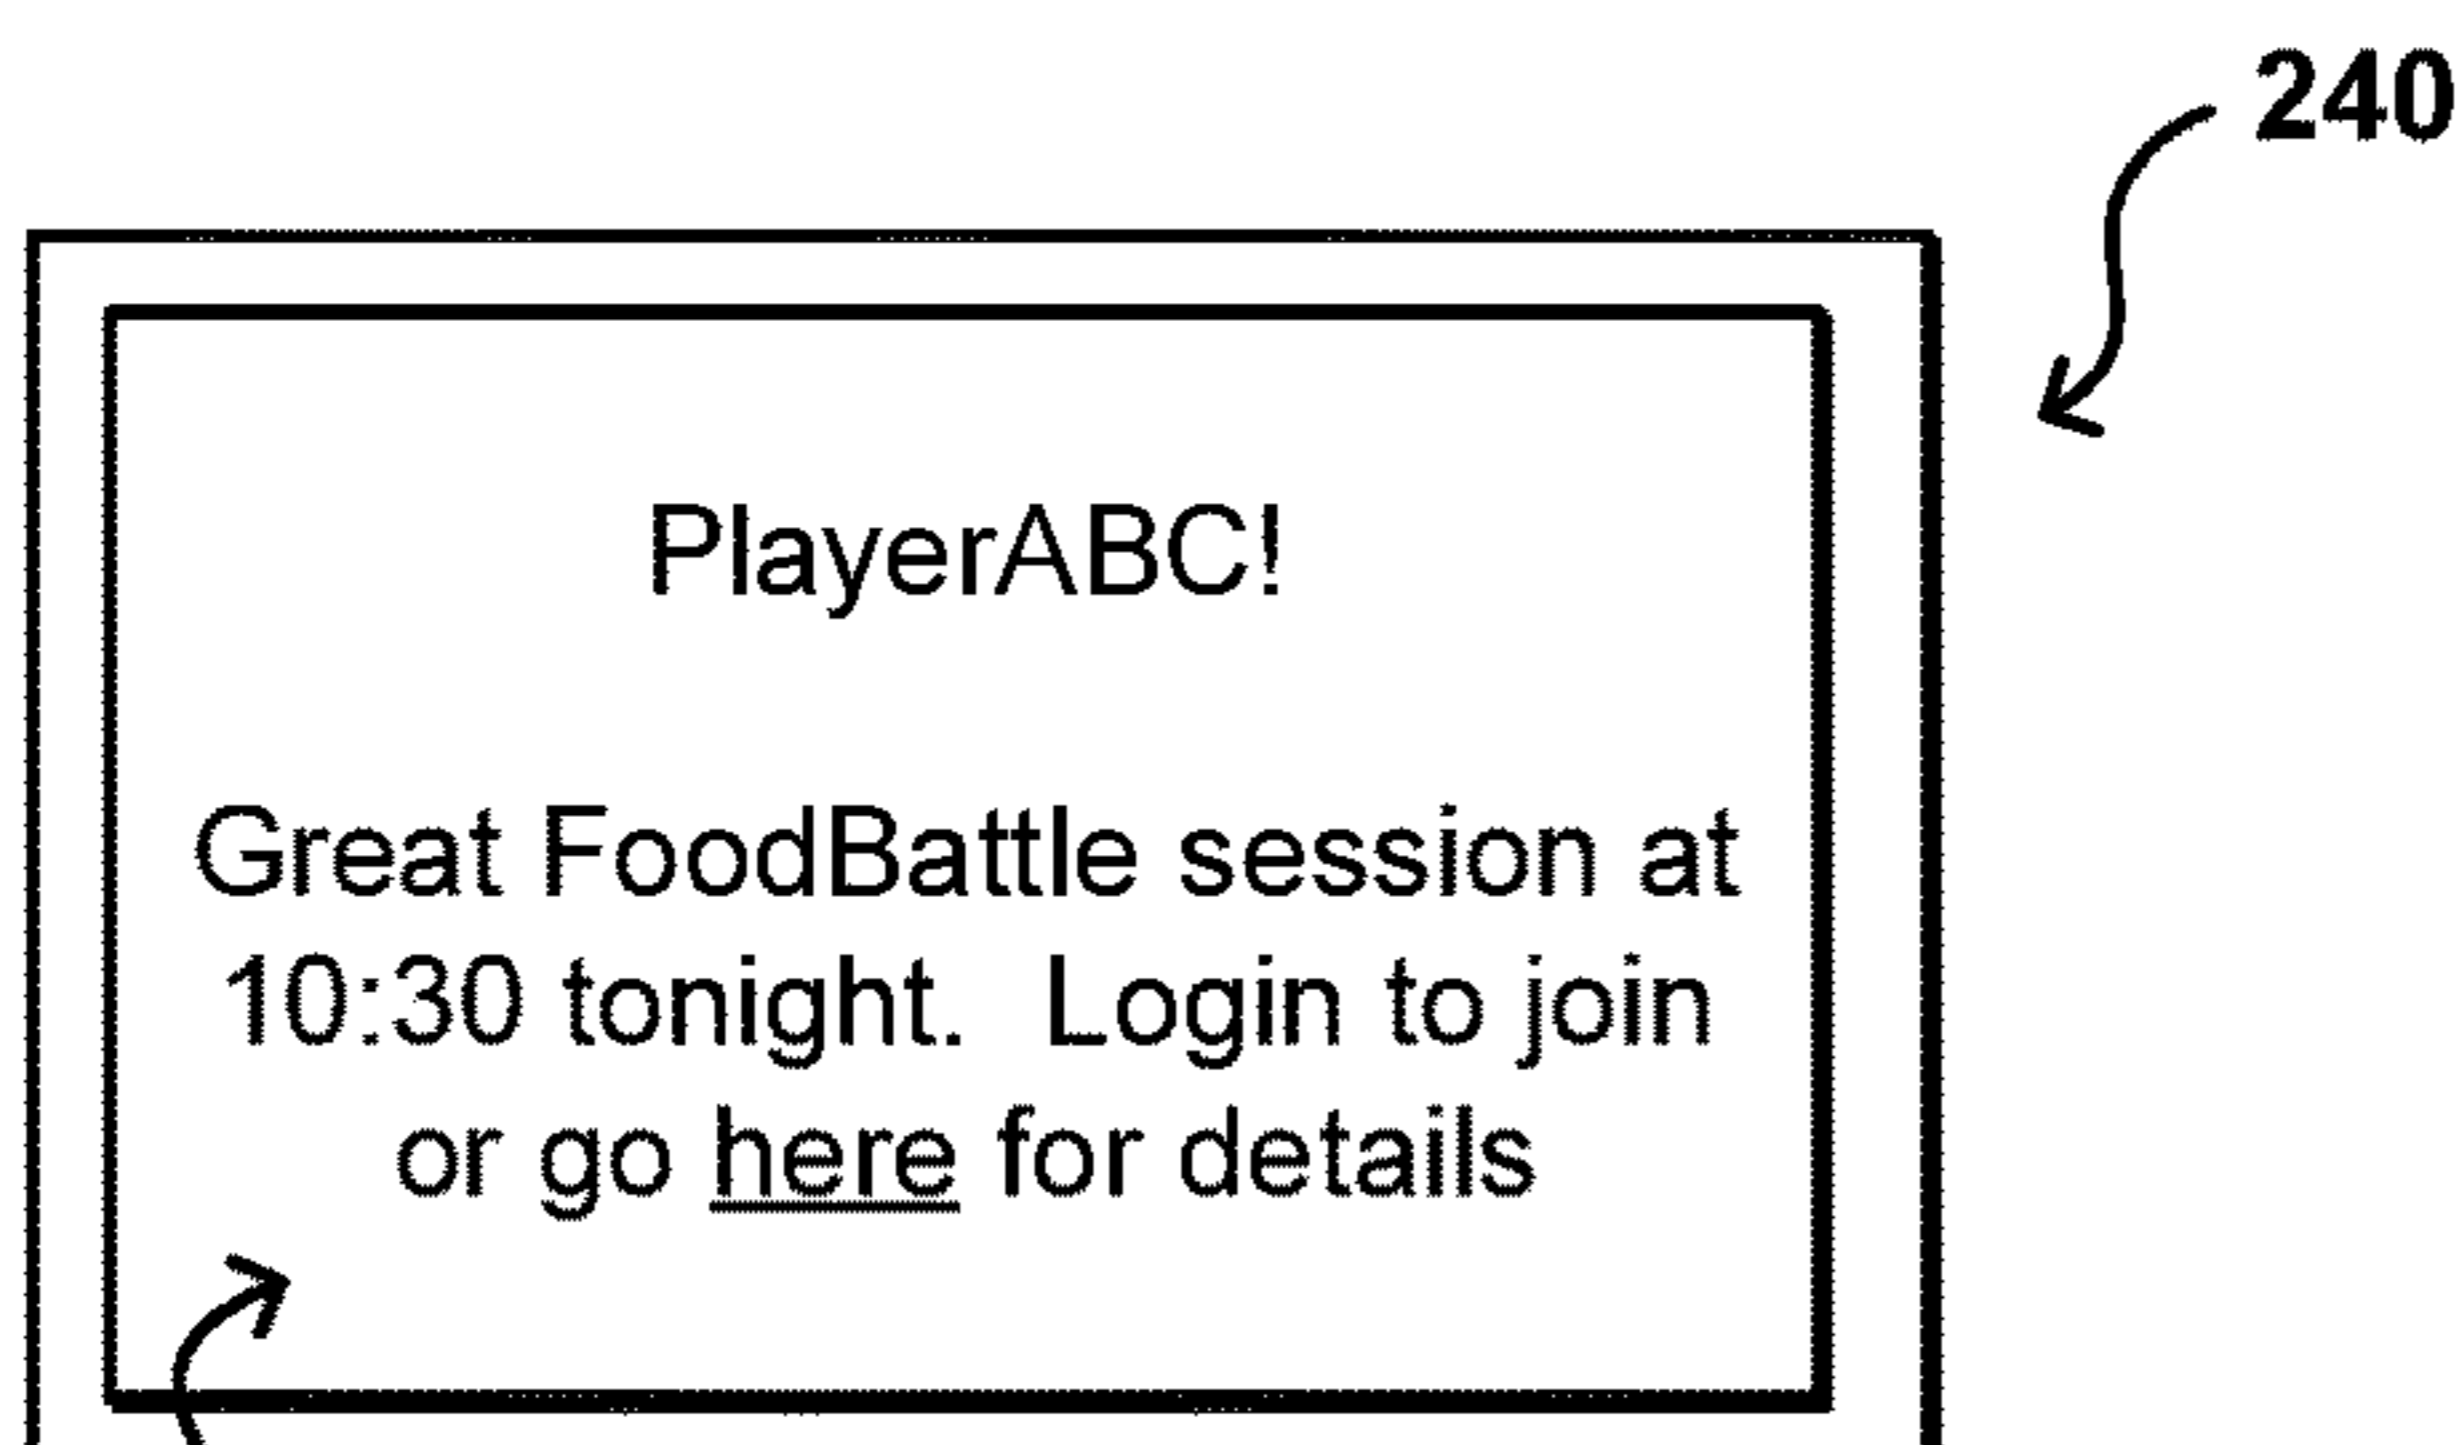 240
PlayerABC!
Great FoodBattle session at
10:30 tonight.  Login to join
or go here for details